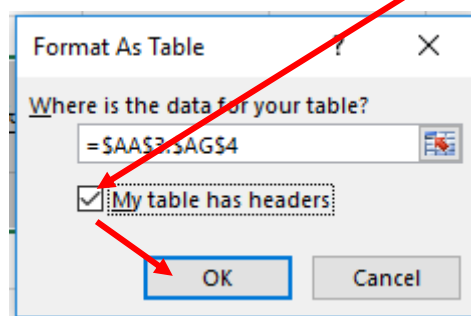 Format As Table ? ×
Where is the data for your table?
=$AA$3:$AG$4
My table has headers
OK Cancel